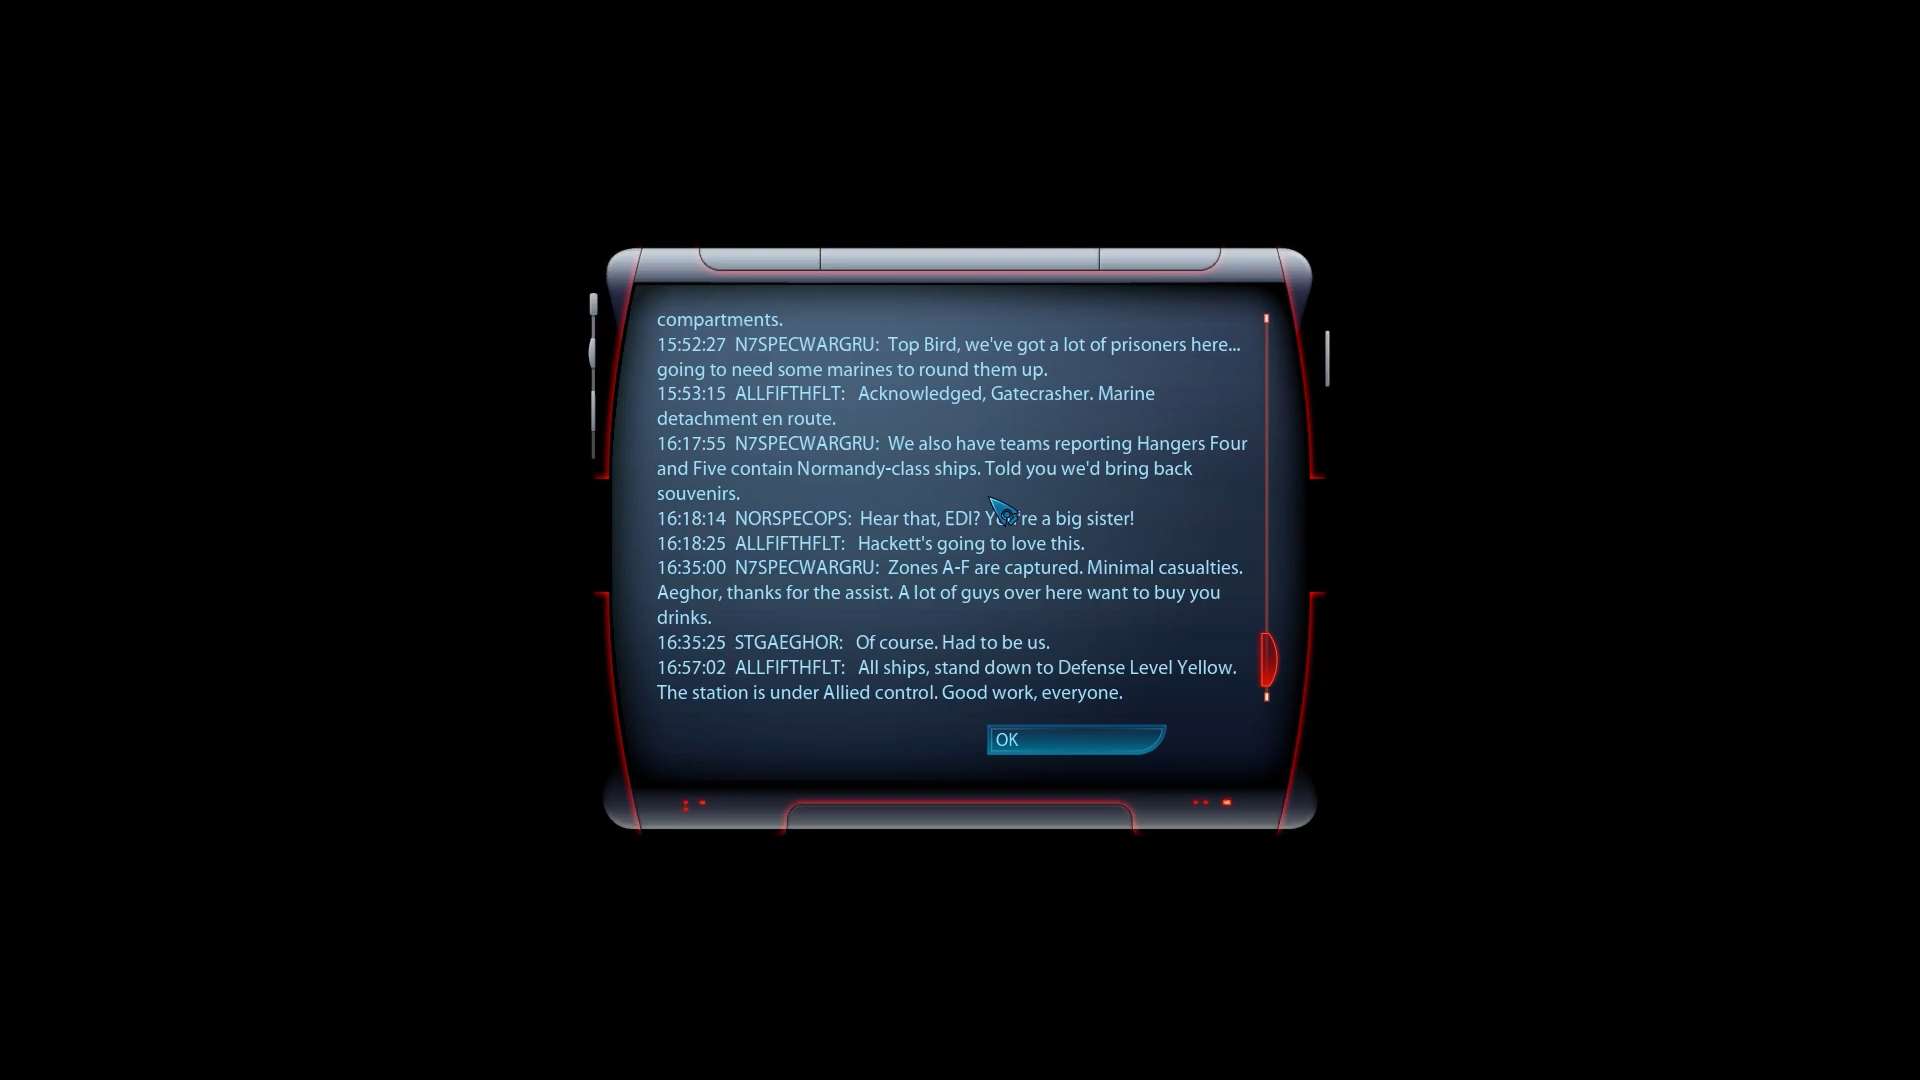 compartments.
15:52:27 N7SPECWARGRU: Top Bird, we've got a lot of prisoners here...
going to need some marines to round them up.
15:53:15 ALLFIFTHFLT: Acknowledged, Gatecrasher. Marine
detachment en route.
16:17:55 N7SPECWARGRU: We also have teams reporting Hangers Four
and Five contain Normandy-class ships. Told you we'd bring back
souvenirs.
16:18:14 NORSPECOPS: Hear that, EDI? You're a big sister!
16:18:25 ALLFIFTHFLT: Hackett's going to love this.
16:35:00 N7SPECWARGRU: Zones A-F are captured. Minimal casualties.
Aeghor, thanks for the assist. A lot of guys over here want to buy you
drinks.
16:35:25 STGAEGHOR: Of course. Had to be us.
16:57:02 ALLFIFTHFLT: All ships, stand down to Defense Level Yellow.
The station is under Allied control. Good work, everyone.
OK